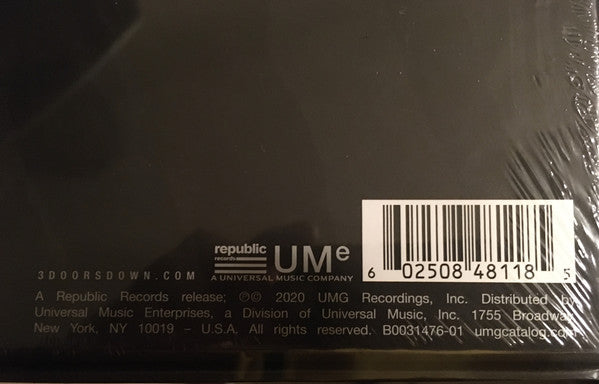 republic
records
UMe
A UNIVERSAL MUSIC COMPANY
6 02508 48118 5
3DOORSDOWN.COM
A Republic Records release; ℗© 2020 UMG Recordings, Inc. Distributed by
Universal Music Enterprises, a Division of Universal Music, Inc. 1755 Broadway,
New York, NY 10019 – U.S.A. All rights reserved. B0031476-01 umgcatalog.com